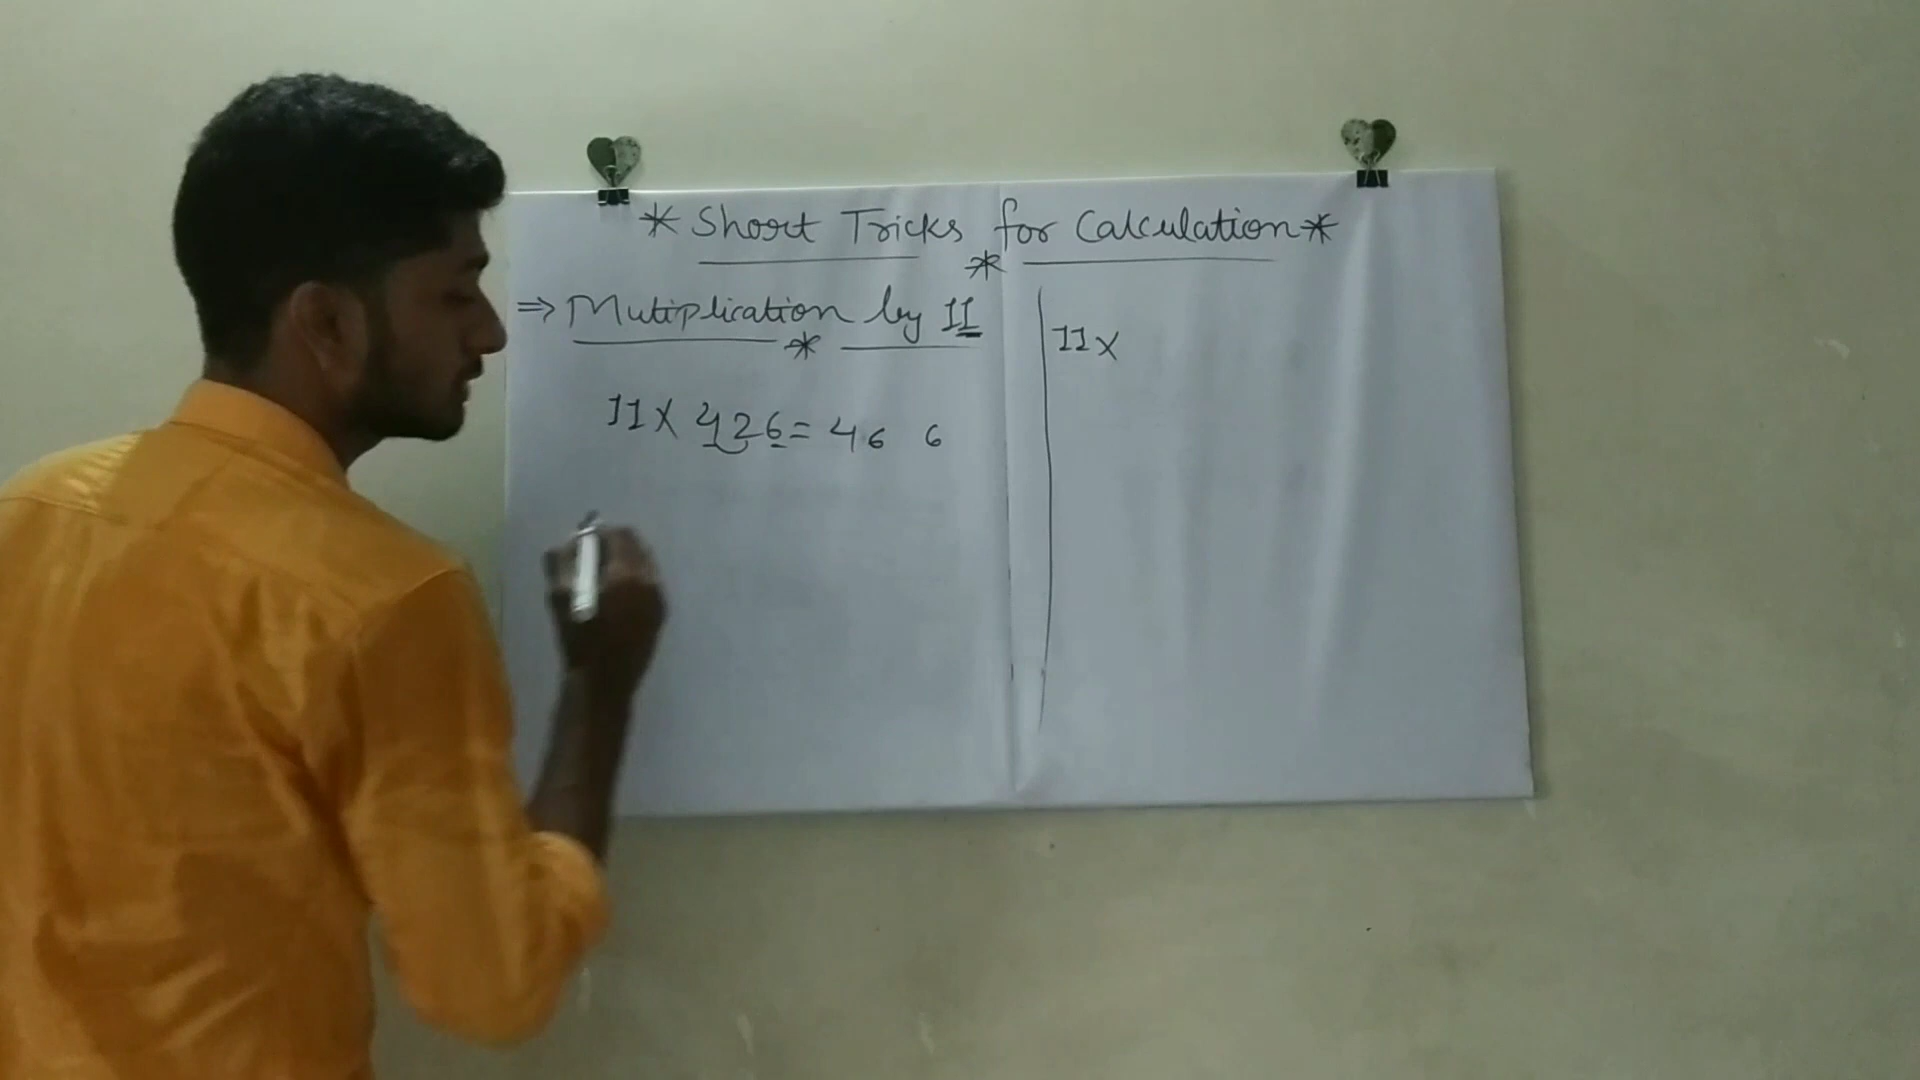 * Short Tricks for Calculation *
*
⇒ Mutiplication by 11
*
11 X 426 = 46 6
11 X